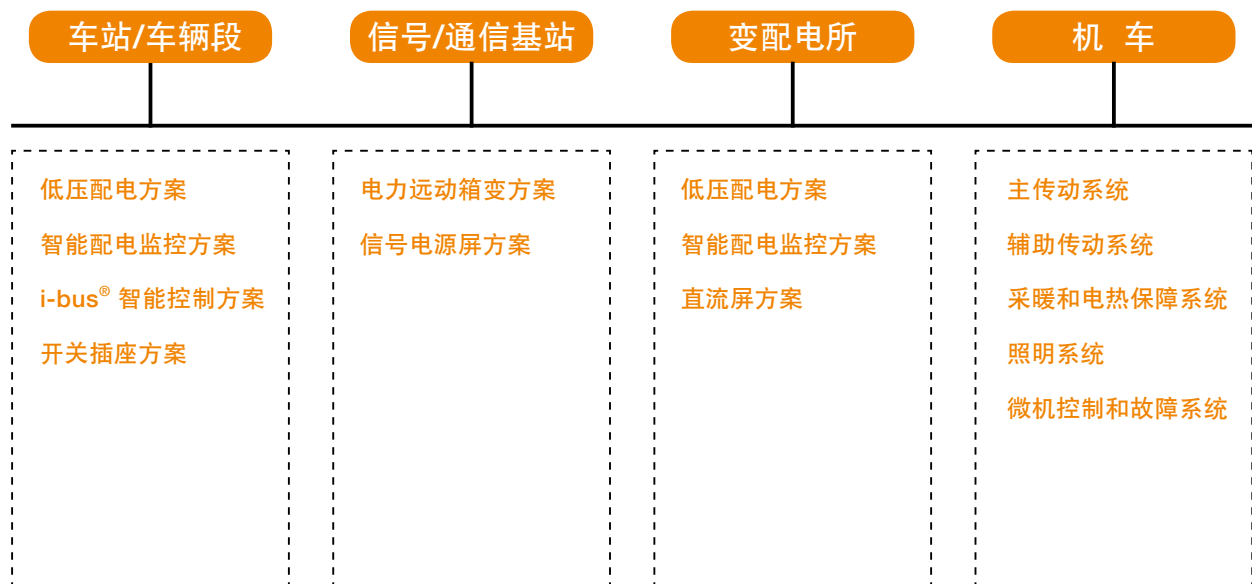 车站/车辆段
信号/通信基站
变配电所
机 车
低压配电方案
智能配电监控方案
i-bus® 智能控制方案
开关插座方案
电力远动箱变方案
信号电源屏方案
低压配电方案
智能配电监控方案
直流屏方案
主传动系统
辅助传动系统
采暖和电热保障系统
照明系统
微机控制和故障系统